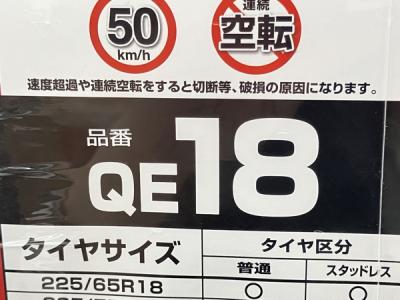 50
km/h
連続
空転
速度超過や連続空転をすると切断等、破損の原因になります。
品番
QE18
タイヤサイズ
タイヤ区分
普通
スタッドレス
225/65R18
○
○